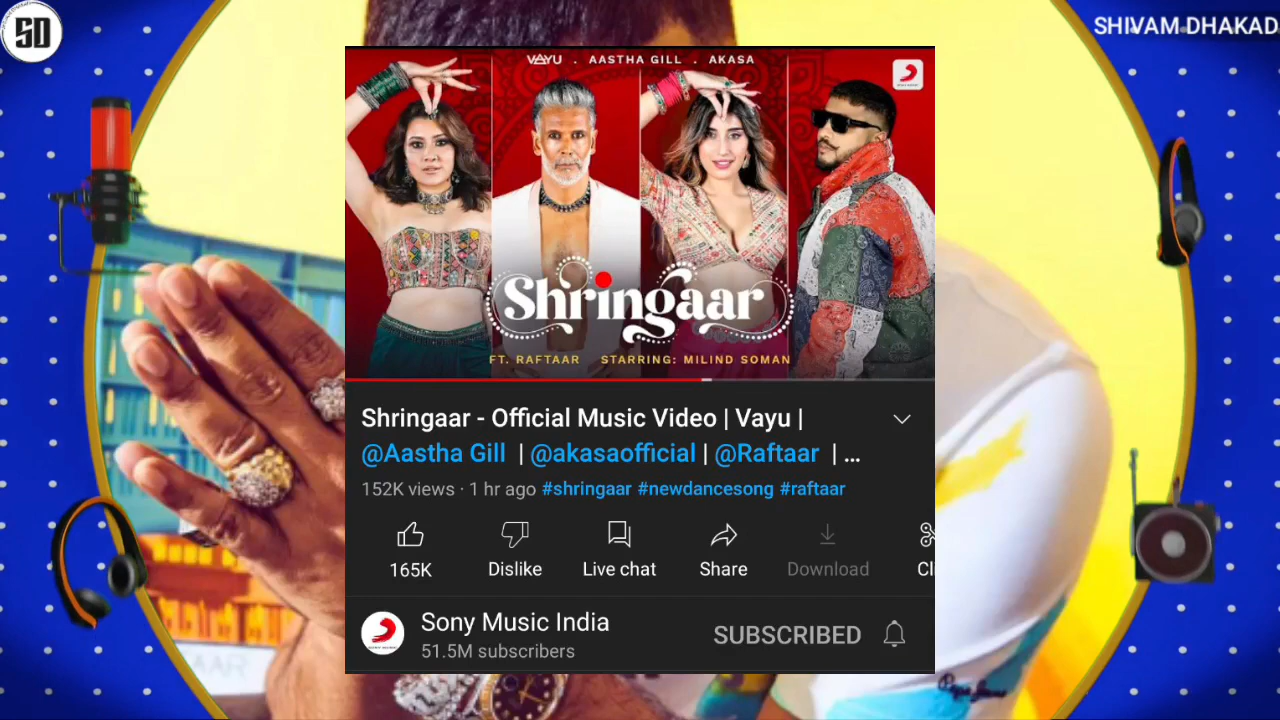 SD
SHIVAM DHAKAD
VAYU . AASTHA GILL . AKASA
Shringaar
FT. RAFTAAR STARRING: MILIND SOMAN
Shringaar - Official Music Video | Vayu |
@Aastha Gill | @akasaofficial | @Raftaar | ...
152K views · 1 hr ago #shringaar #newdancesong #raftaar
165K Dislike Live chat Share Download Cl
Sony Music India
51.5M subscribers
SUBSCRIBED